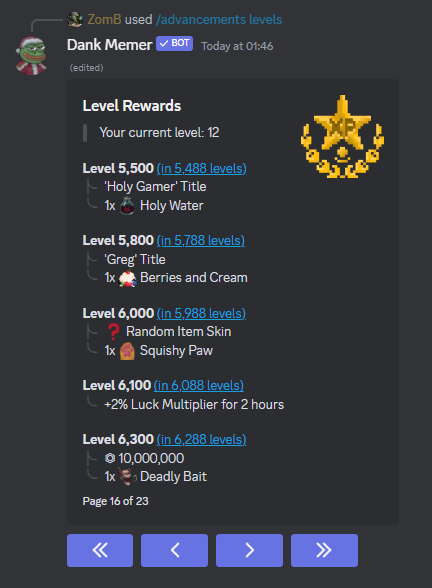 ZomB used /advancements levels
Dank Memer ✓ BOT Today at 01:46
(edited)
Level Rewards
Your current level: 12
XP
Level 5,500 (in 5,488 levels)
'Holy Gamer' Title
1x Holy Water
Level 5,800 (in 5,788 levels)
'Greg' Title
1x Berries and Cream
Level 6,000 (in 5,988 levels)
❓ Random Item Skin
1x Squishy Paw
Level 6,100 (in 6,088 levels)
+2% Luck Multiplier for 2 hours
Level 6,300 (in 6,288 levels)
10,000,000
1x Deadly Bait
Page 16 of 23